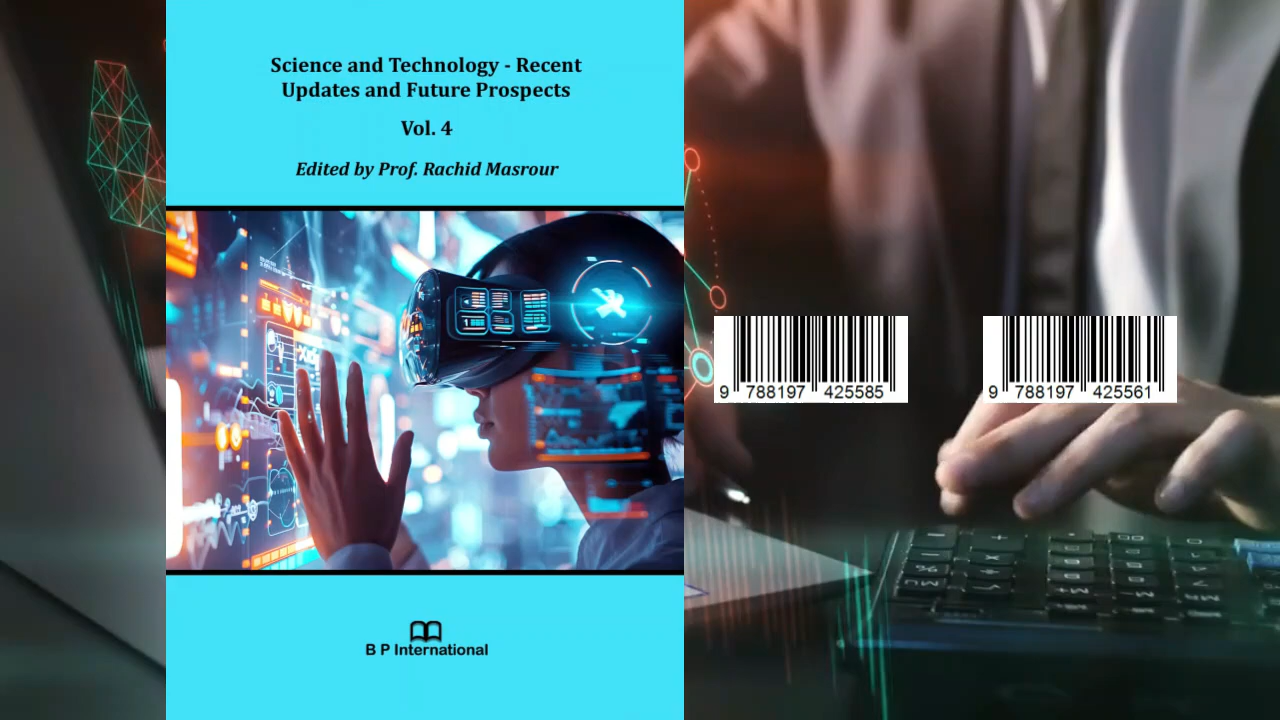 Science and Technology - Recent
Updates and Future Prospects
Vol. 4
Edited by Prof. Rachid Masrour
B P International
9 788197 425585
9 788197 425561